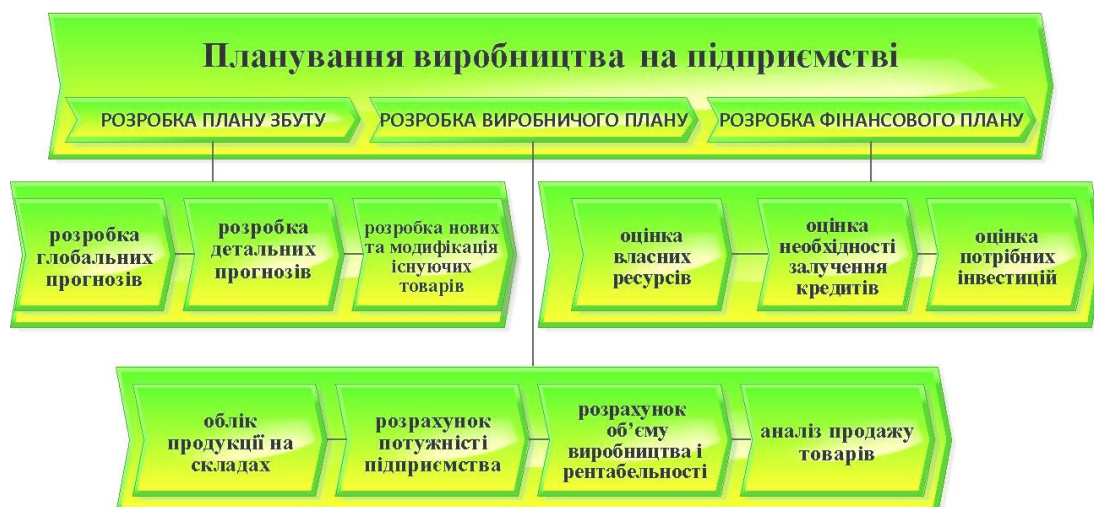 Планування виробництва на підприємстві
РОЗРОБКА ПЛАНУ ЗБУТУ
РОЗРОБКА ВИРОБНИЧОГО ПЛАНУ
РОЗРОБКА ФІНАНСОВОГО ПЛАНУ
розробка
глобальних
прогнозів
розробка
детальних
прогнозів
розробка нових
та модифікація
існуючих
товарів
оцінка
власних
ресурсів
оцінка
необхідності
залучення
кредитів
оцінка
потрібних
інвестицій
облік
продукції на
складах
розрахунок
потужністі
підприємства
розрахунок
об’єму
виробництва і
рентабельності
аналіз продажу
товарів